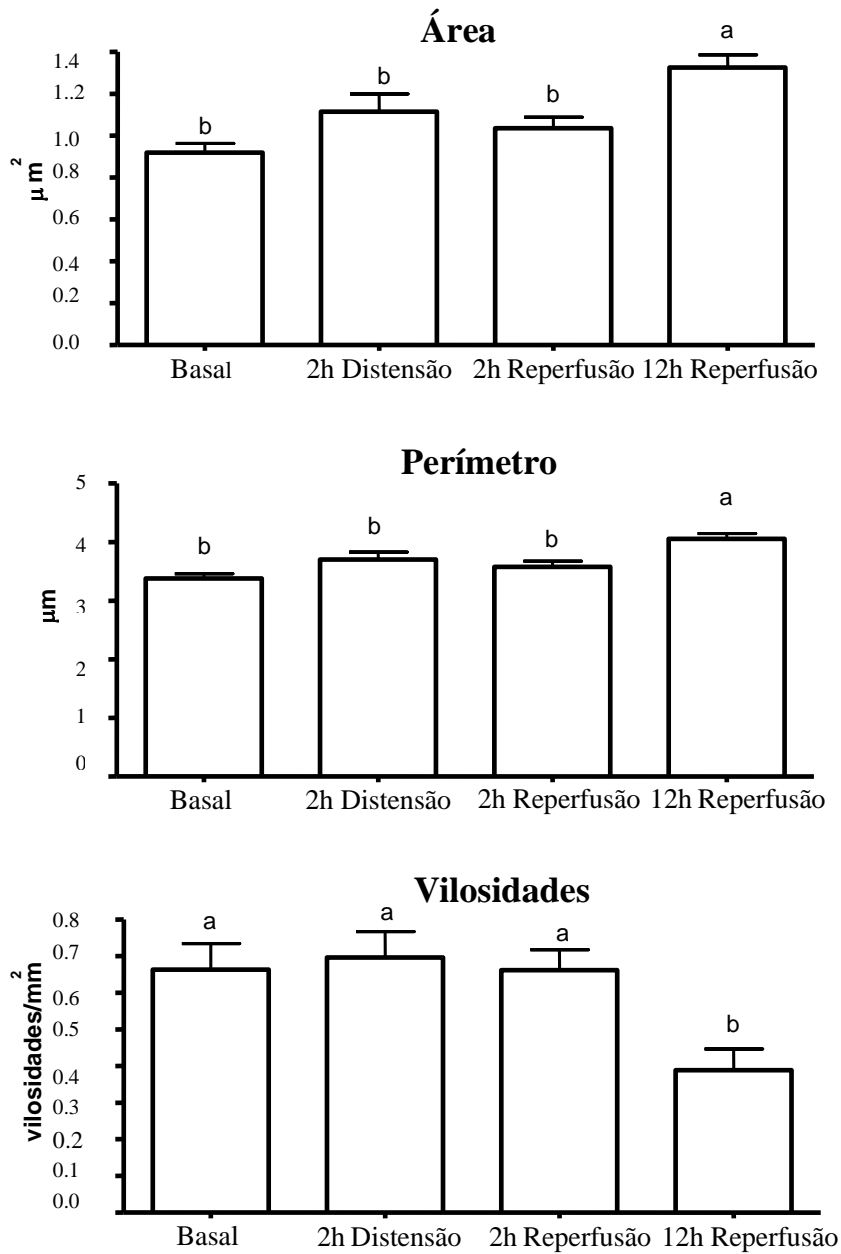 Área
a
b
b
b
μm²
1.4
1.2
1.0
0.8
0.6
0.4
0.2
0.0
Basal 2h Distensão 2h Reperfusão 12h Reperfusão
Perímetro
a
b
b
b
μm
5
4
3
2
1
0
Basal 2h Distensão 2h Reperfusão 12h Reperfusão
Vilosidades
a
a
a
b
vilosidades/mm²
0.8
0.7
0.6
0.5
0.4
0.3
0.2
0.1
0.0
Basal 2h Distensão 2h Reperfusão 12h Reperfusão